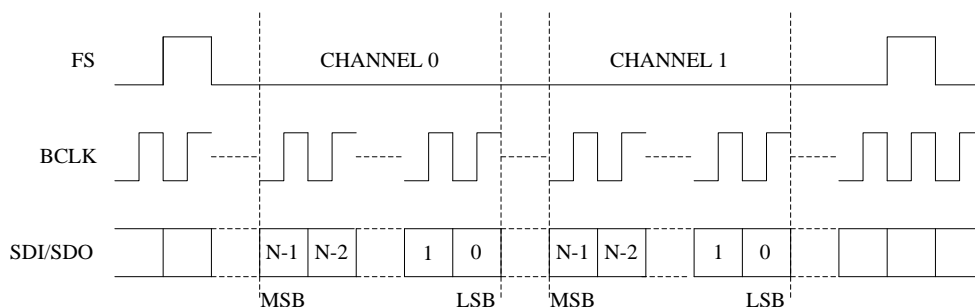 FS CHANNEL 0 CHANNEL 1
BCLK
SDI/SDO N-1 N-2 1 0 N-1 N-2 1 0
MSB LSB MSB LSB